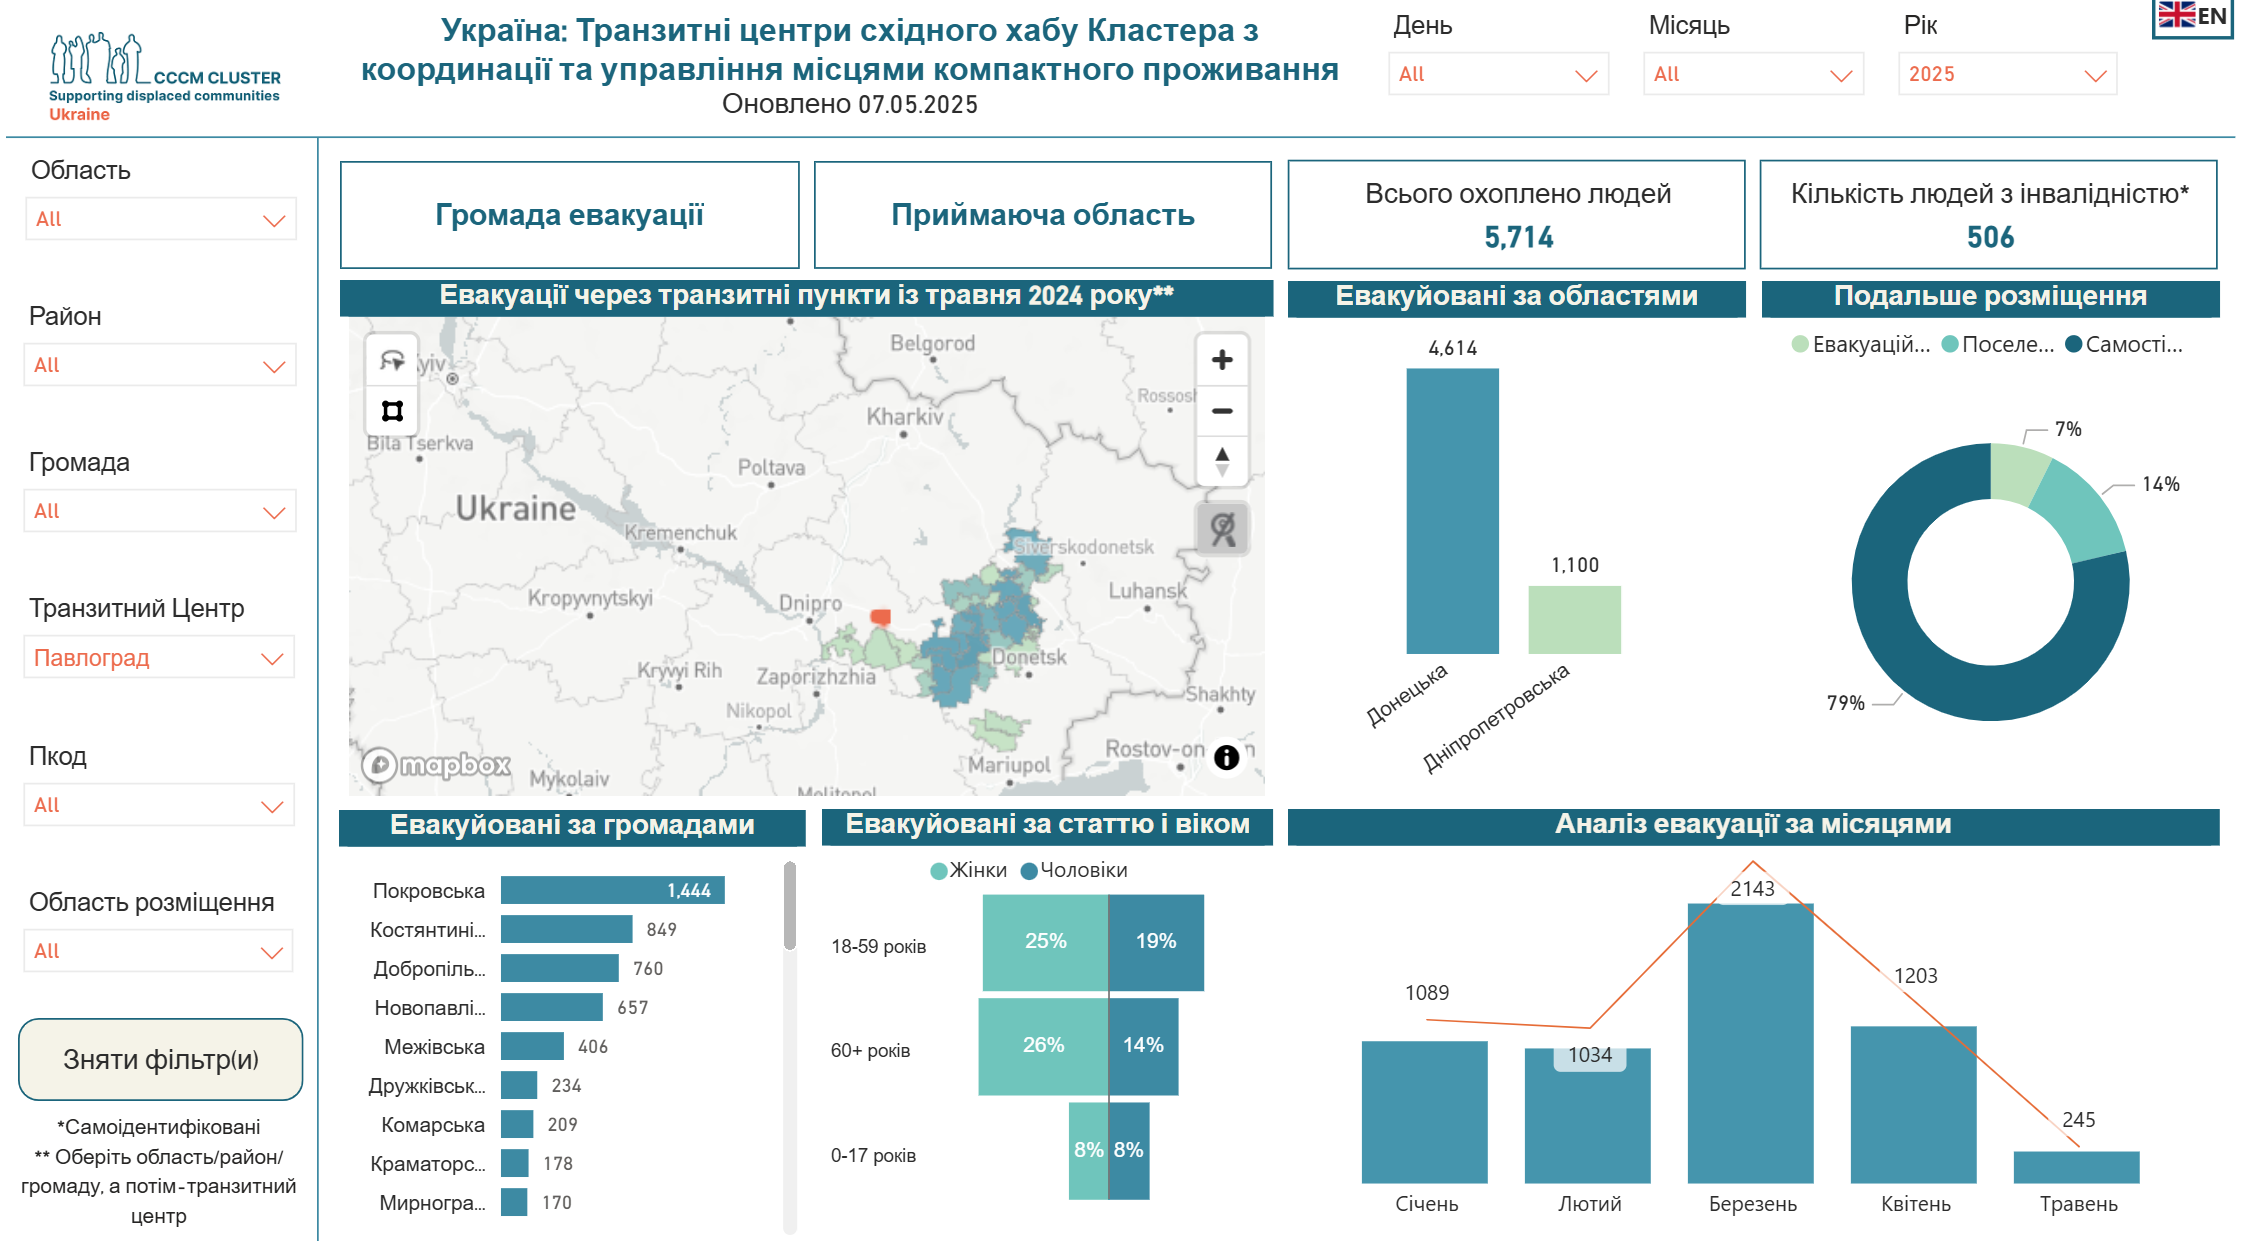 CCCM CLUSTER
Supporting displaced communities
Ukraine
Україна: Транзитні центри східного хабу Кластера з
координації та управління місцями компактного проживання
Оновлено 07.05.2025
День
All
Місяць
All
Рік
2025
EN
Область
All
Район
All
Громада
All
Транзитний Центр
Павлоград
Пкод
All
Область розміщення
All
Зняти фільтр(и)
*Самоідентифіковані
** Оберіть область/район/
громаду, а потім-транзитний
центр
Громада евакуації
Приймаюча область
Всього охоплено людей
5,714
Кількість людей з інвалідністю*
506
Евакуації через транзитні пункти із травня 2024 року**
Belgorod
Rossosh
Kharkiv
Bila Tserkva
Poltava
Ukraine
Kremenchuk
Siverskodonetsk
Kropyvnytskyi
Dnipro
Luhansk
Donetsk
Kryvyi Rih
Zaporizhzhia
Nikopol
Shakhty
Rostov-on
Mariupol
mapbox
Mykolaiv
Melitopol
Евакуйовані за областями
4,614
1,100
Донецька
Дніпропетровська
Подальше розміщення
Евакуацій... Поселе... Самості...
7%
14%
79%
Евакуйовані за громадами
Покровська 1,444
Костянтині... 849
Добропіль... 760
Новопавлі... 657
Межівська 406
Дружківськ... 234
Комарська 209
Краматорс... 178
Мирногра... 170
Евакуйовані за статтю і віком
Жінки Чоловіки
18-59 років 25% 19%
60+ років 26% 14%
0-17 років 8% 8%
Аналіз евакуації за місяцями
1089
1034
2143
1203
245
Січень
Лютий
Березень
Квітень
Травень